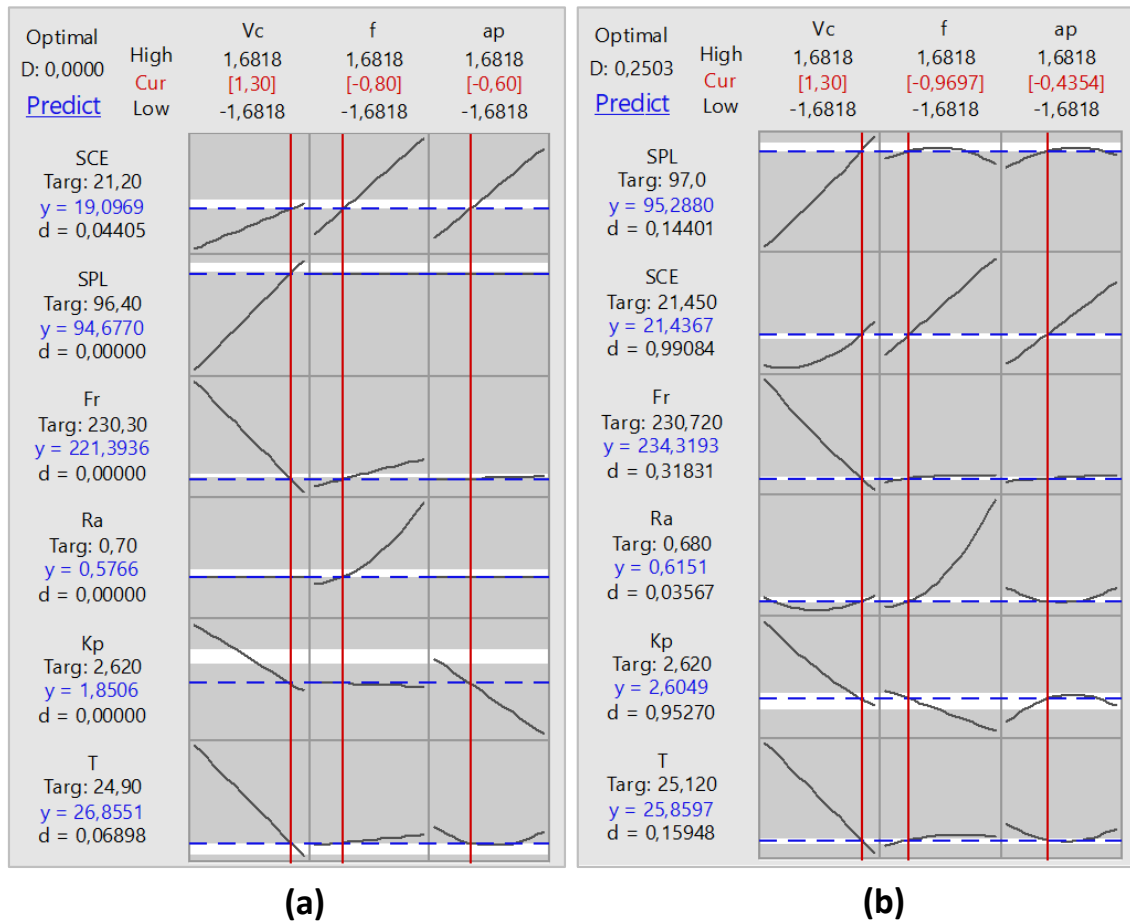 Optimal
D: 0,0000
Predict
High
Cur
Low
Vc
1,6818
[1,30]
-1,6818
f
1,6818
[-0,80]
-1,6818
ap
1,6818
[-0,60]
-1,6818
SCE
Targ: 21,20
y = 19,0969
d = 0,04405
SPL
Targ: 96,40
y = 94,6770
d = 0,00000
Fr
Targ: 230,30
y = 221,3936
d = 0,00000
Ra
Targ: 0,70
y = 0,5766
d = 0,00000
Kp
Targ: 2,620
y = 1,8506
d = 0,00000
T
Targ: 24,90
y = 26,8551
d = 0,06898
(a)
Optimal
D: 0,2503
Predict
High
Cur
Low
Vc
1,6818
[1,30]
-1,6818
f
1,6818
[-0,9697]
-1,6818
ap
1,6818
[-0,4354]
-1,6818
SPL
Targ: 97,0
y = 95,2880
d = 0,14401
SCE
Targ: 21,450
y = 21,4367
d = 0,99084
Fr
Targ: 230,720
y = 234,3193
d = 0,31831
Ra
Targ: 0,680
y = 0,6151
d = 0,03567
Kp
Targ: 2,620
y = 2,6049
d = 0,95270
T
Targ: 25,120
y = 25,8597
d = 0,15948
(b)